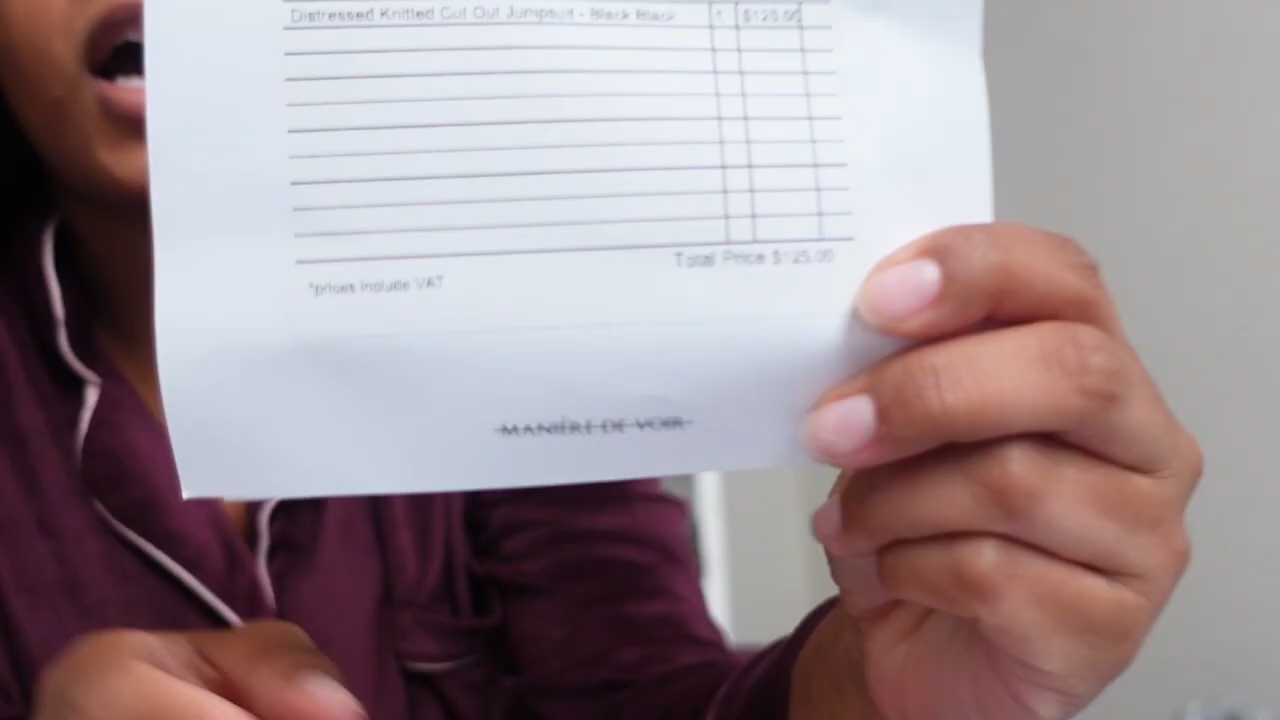 Distressed Knitted Cut Out Jumpsuit - Black Black 1 $125.00
Total Price $125.00
*prices include VAT
MANIÈRE DE VOIR